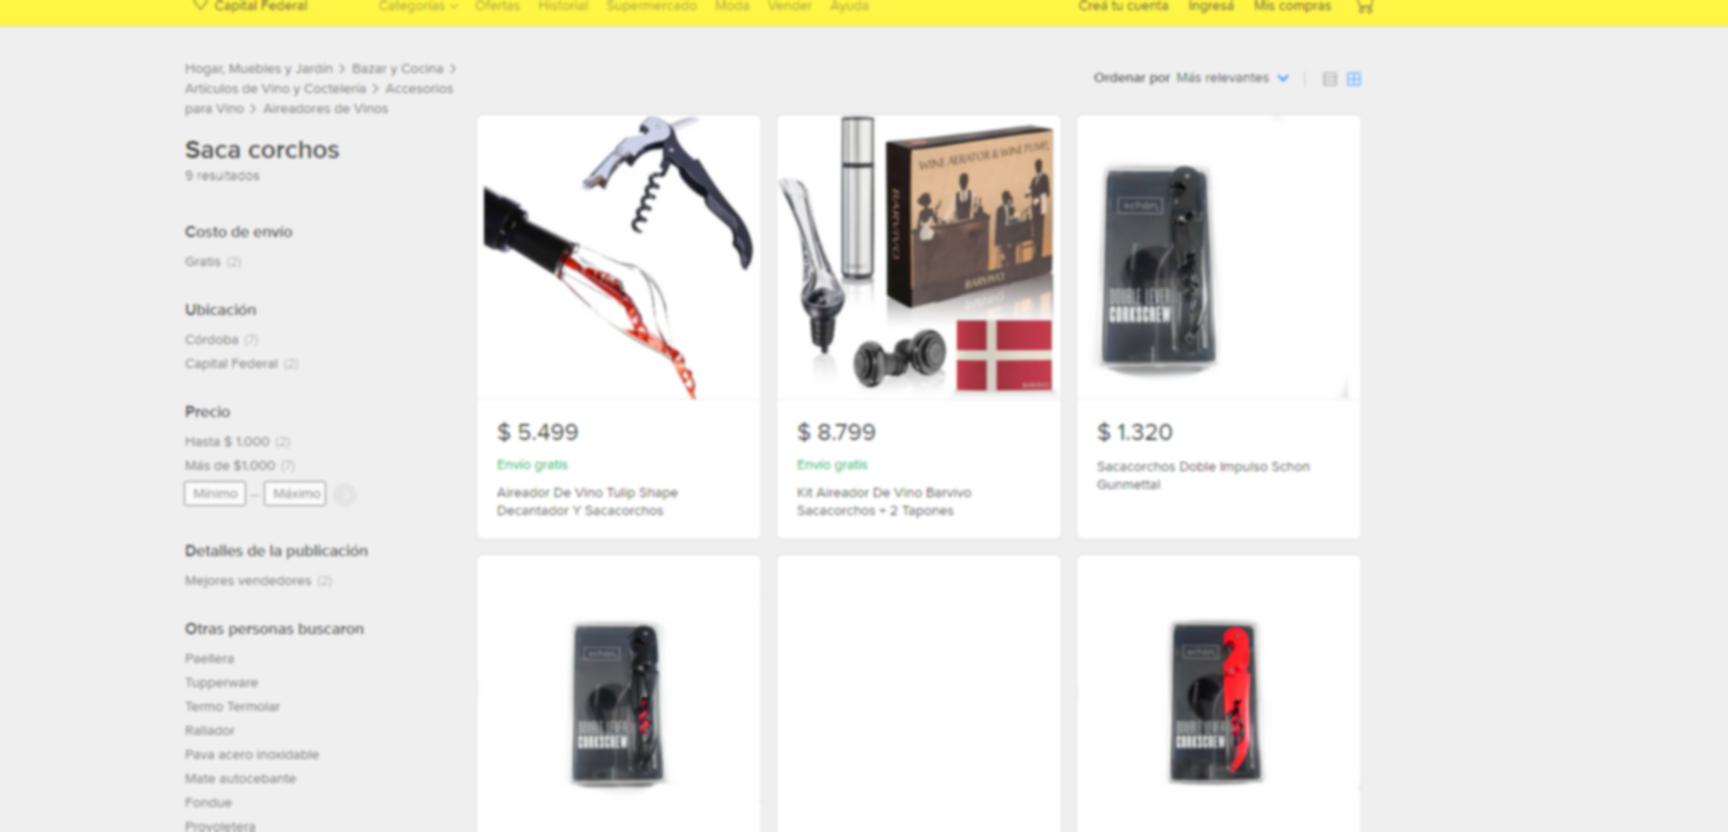 Capital Federal
Categorías Ofertas Historial Supermercado Moda Vender Ayuda
Creá tu cuenta Ingresá Mis compras
Hogar, Muebles y Jardín > Bazar y Cocina >
Artículos de Vino y Coctelería > Accesorios
para Vino > Aireadores de Vinos
Ordenar por Más relevantes
Saca corchos
9 resultados
Costo de envío
Gratis (2)
Ubicación
Córdoba (7)
Capital Federal (2)
Precio
Hasta $ 1.000 (2)
Más de $1.000 (7)
Mínimo – Máximo
Detalles de la publicación
Mejores vendedores (2)
Otras personas buscaron
Paellera
Tupperware
Termo Termolar
Rallador
Pava acero inoxidable
Mate autocebante
Fondue
Provoletera
$ 5.499
Envío gratis
Aireador De Vino Tulip Shape
Decantador Y Sacacorchos
WINE AERATOR & WINE PUMP
BARVIVO
BARVIVO
$ 8.799
Envío gratis
Kit Aireador De Vino Barvivo
Sacacorchos + 2 Tapones
schön.
DOUBLE LEVER
CORKSCREW
$ 1.320
Sacacorchos Doble Impulso Schon
Gunmettal
schön.
DOUBLE LEVER
CORKSCREW
schön.
DOUBLE LEVER
CORKSCREW